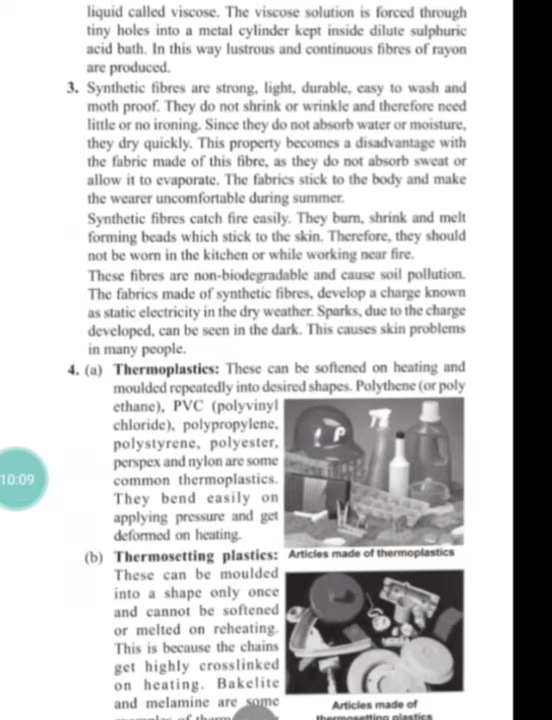 liquid called viscose. The viscose solution is forced through
tiny holes into a metal cylinder kept inside dilute sulphuric
acid bath. In this way lustrous and continuous fibres of rayon
are produced.
3. Synthetic fibres are strong, light, durable, easy to wash and
moth proof. They do not shrink or wrinkle and therefore need
little or no ironing. Since they do not absorb water or moisture,
they dry quickly. This property becomes a disadvantage with
the fabric made of this fibre, as they do not absorb sweat or
allow it to evaporate. The fabrics stick to the body and make
the wearer uncomfortable during summer.
Synthetic fibres catch fire easily. They burn, shrink and melt
forming beads which stick to the skin. Therefore, they should
not be worn in the kitchen or while working near fire.
These fibres are non-biodegradable and cause soil pollution.
The fabrics made of synthetic fibres, develop a charge known
as static electricity in the dry weather. Sparks, due to the charge
developed, can be seen in the dark. This causes skin problems
in many people.
4. (a) Thermoplastics: These can be softened on heating and
moulded repeatedly into desired shapes. Polythene (or poly
ethane), PVC (polyvinyl
chloride), polypropylene,
polystyrene, polyester,
perspex and nylon are some
common thermoplastics.
They bend easily on
applying pressure and get
deformed on heating.
P
Articles made of thermoplastics
10:09
(b) Thermosetting plastics:
These can be moulded
into a shape only once
and cannot be softened
or melted on reheating.
This is because the chains
get highly crosslinked
on heating. Bakelite
and melamine are some
examples of
Articles made of
thermosetting plastics